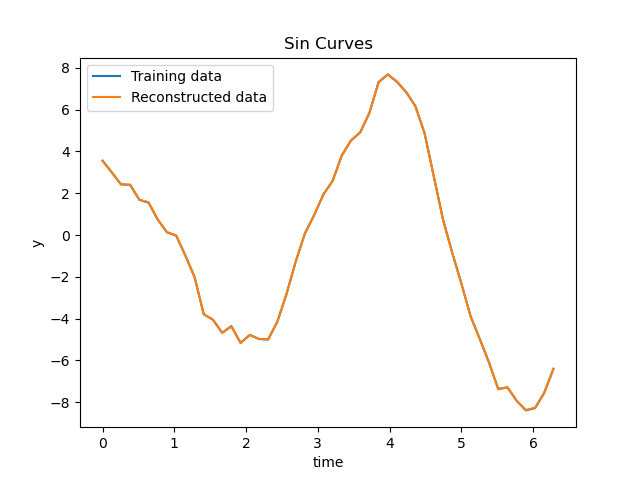 Sin Curves
Training data
Reconstructed data
8
6
4
2
0
−2
−4
−6
−8
y
0 1 2 3 4 5 6
time